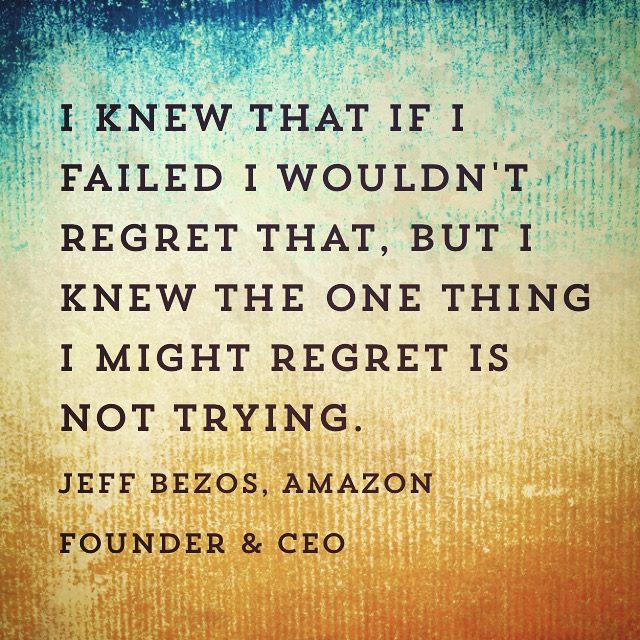 I KNEW THAT IF I
FAILED I WOULDN'T
REGRET THAT, BUT I
KNEW THE ONE THING
I MIGHT REGRET IS
NOT TRYING.
JEFF BEZOS, AMAZON
FOUNDER & CEO